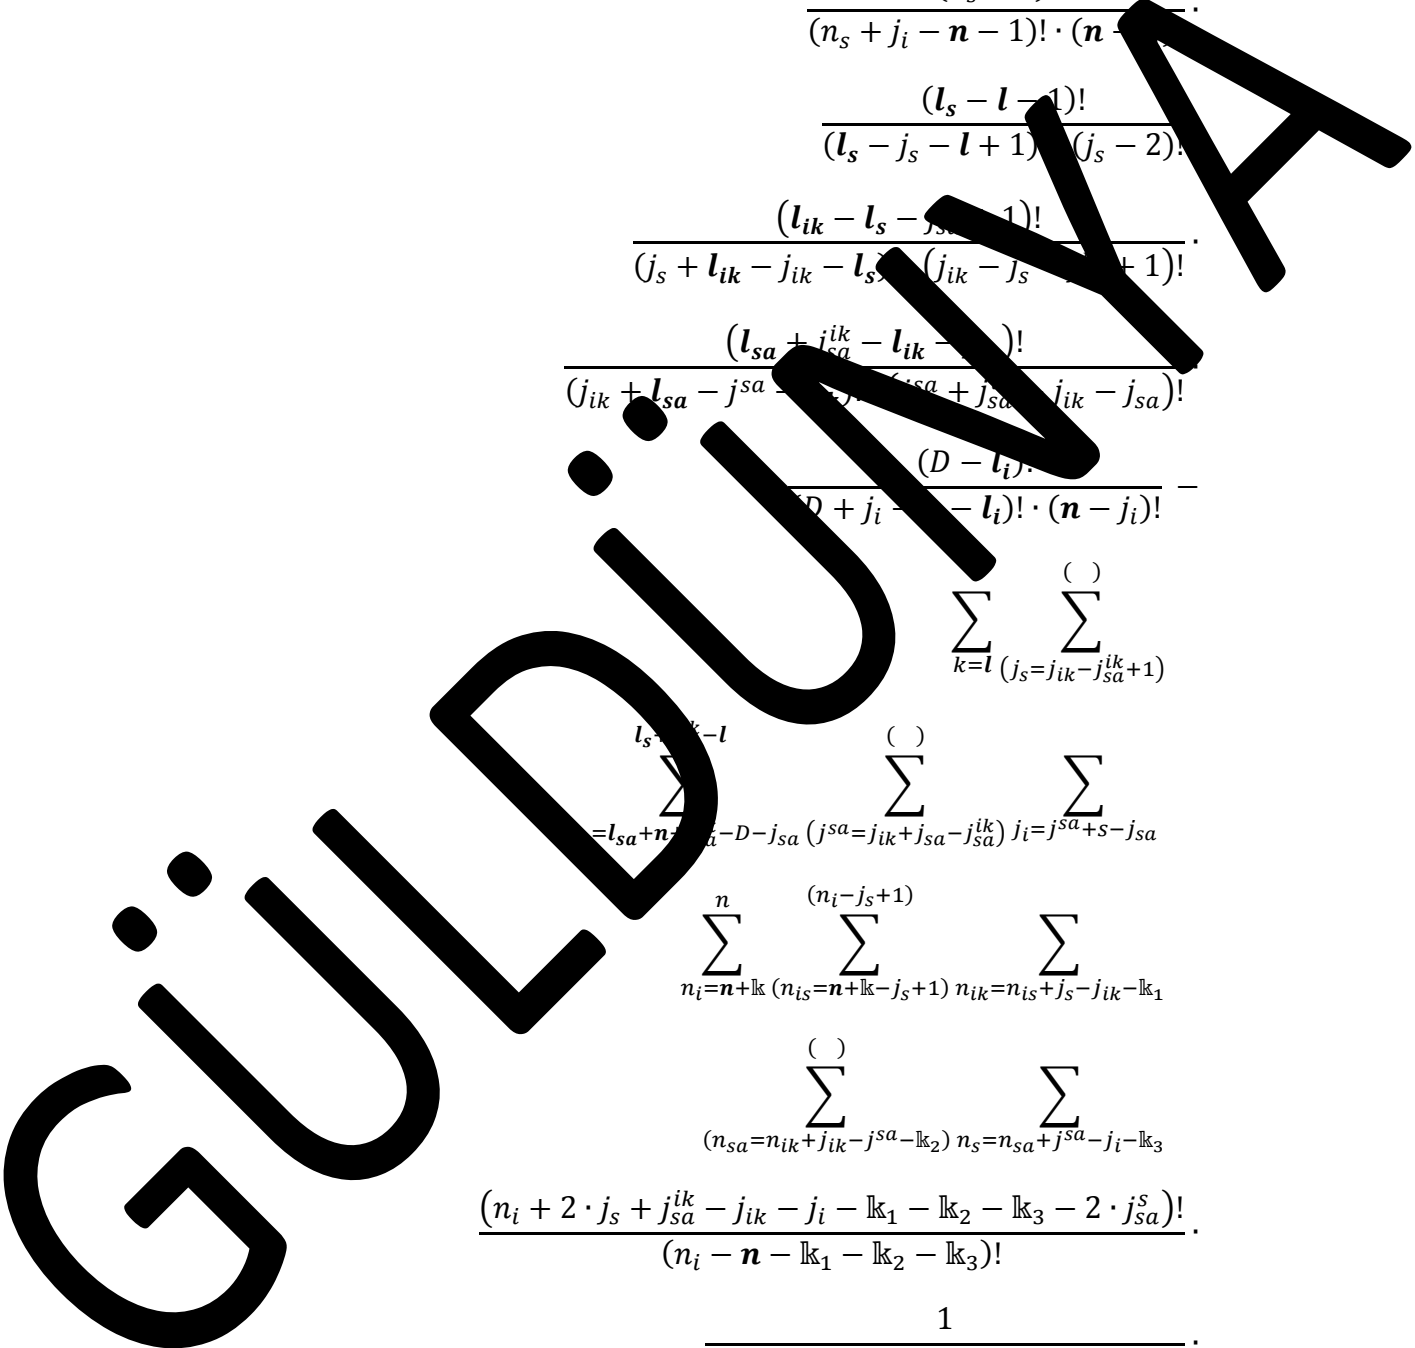 (n_s + j_i − n − 1)! · (n
(l_s − l − 1)!
(l_s − j_s − l + 1) (j_s − 2)!
(l_ik − l_s − 1)! ·
(j_s + l_ik − j_ik − l_s) (j_ik − j_s + 1)!
(l_sa + j_sa^ik − l_ik − )!
(j_ik + l_sa − j^sa + j_sa j_ik − j_sa)!
(D − l_i)!
D + j_i − l_i)! · (n − j_i)! −
( )
∑ ∑
k=l (j_s=j_ik−j_sa^ik+1)
l_s −l ( )
∑ ∑ ∑
=l_sa+n −D−j_sa (j^sa=j_ik+j_sa−j_sa^ik) j_i=j^sa+s−j_sa
n (n_i−j_s+1)
∑ ∑ ∑
n_i=n+𝕜 (n_is=n+𝕜−j_s+1) n_ik=n_is+j_s−j_ik−𝕜_1
( )
∑ ∑
(n_sa=n_ik+j_ik−j^sa−𝕜_2) n_s=n_sa+j^sa−j_i−𝕜_3
(n_i + 2 · j_s + j_sa^ik − j_ik − j_i − 𝕜_1 − 𝕜_2 − 𝕜_3 − 2 · j_sa^s)! ·
(n_i − n − 𝕜_1 − 𝕜_2 − 𝕜_3)!
1 ·
GÜLDÜNYA